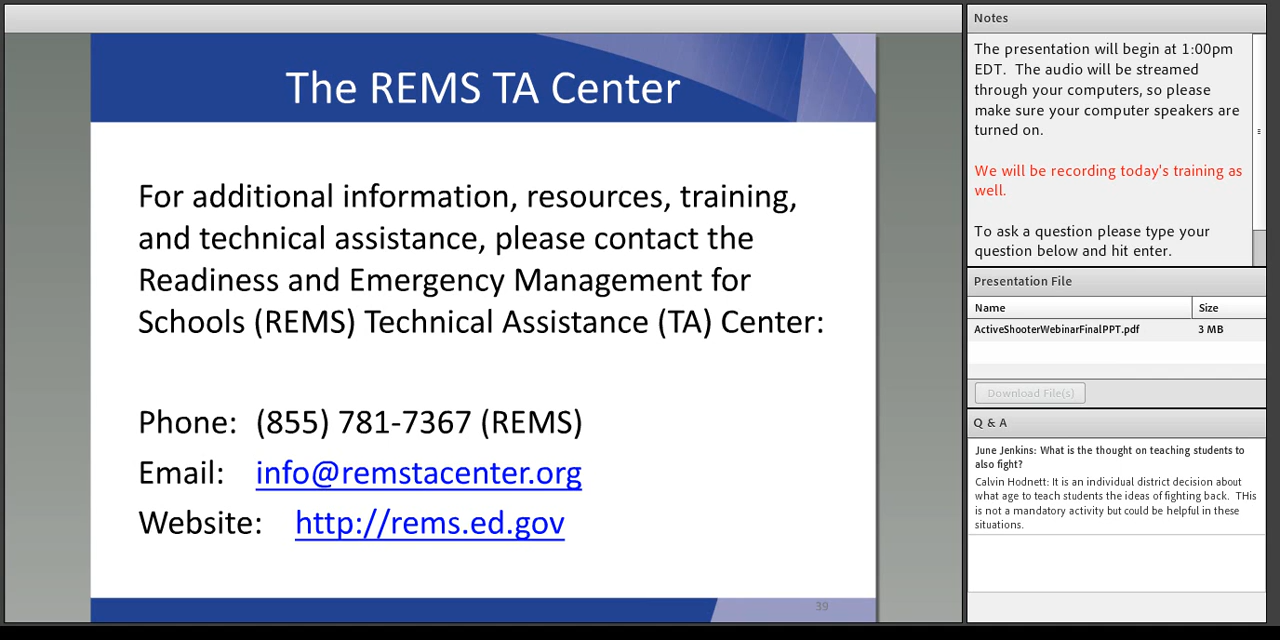 The REMS TA Center
For additional information, resources, training,
and technical assistance, please contact the
Readiness and Emergency Management for
Schools (REMS) Technical Assistance (TA) Center:
Phone: (855) 781-7367 (REMS)
Email: info@remstacenter.org
Website: http://rems.ed.gov
39
Notes
The presentation will begin at 1:00pm
EDT. The audio will be streamed
through your computers, so please
make sure your computer speakers are
turned on.
We will be recording today's training as
well.
To ask a question please type your
question below and hit enter.
Presentation File
Name Size
ActiveShooterWebinarFinalPPT.pdf 3 MB
Download File(s)
Q & A
June Jenkins: What is the thought on teaching students to
also fight?
Calvin Hodnett: It is an individual district decision about
what age to teach students the ideas of fighting back. THis
is not a mandatory activity but could be helpful in these
situations.